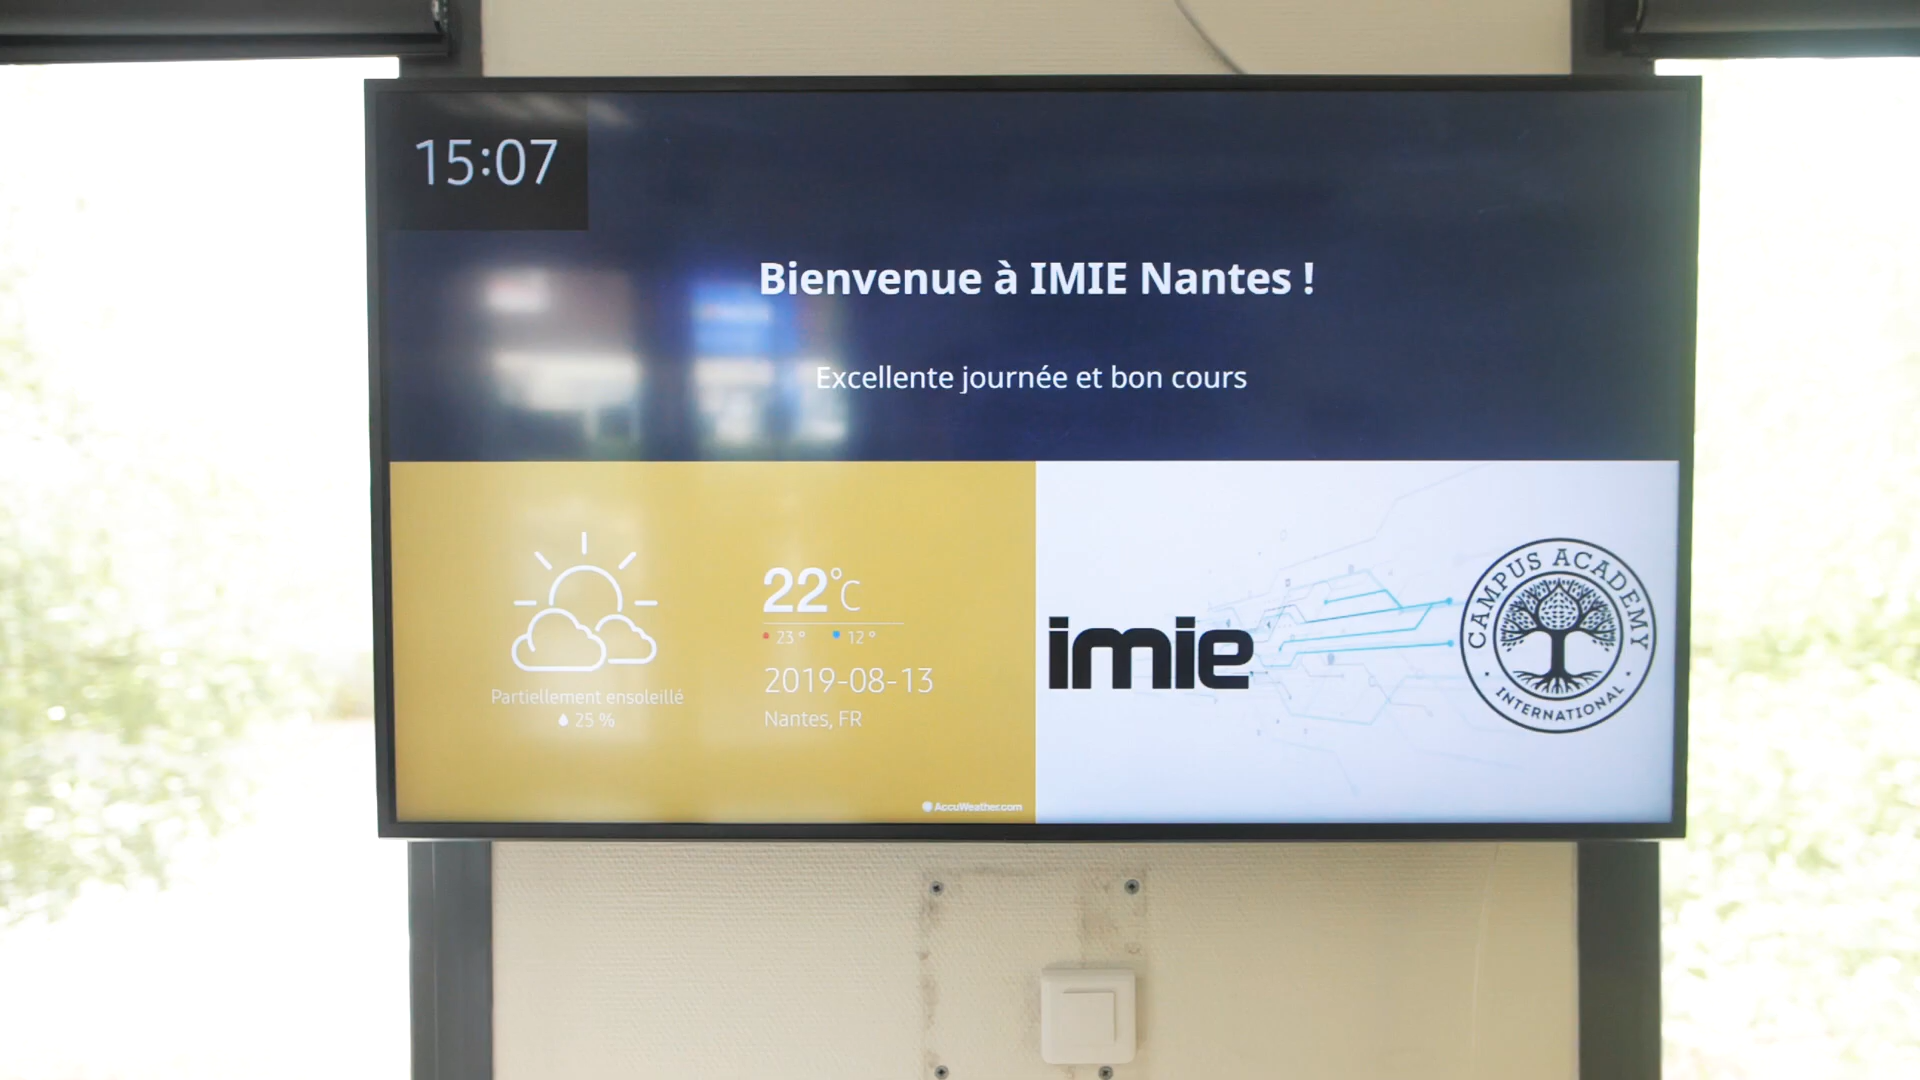 15:07
Bienvenue à IMIE Nantes !
Excellente journée et bon cours
Partiellement ensoleillé
25 %
22°C
23 ° 12 °
2019-08-13
Nantes, FR
AccuWeather.com
imie
CAMPUS ACADEMY
INTERNATIONAL